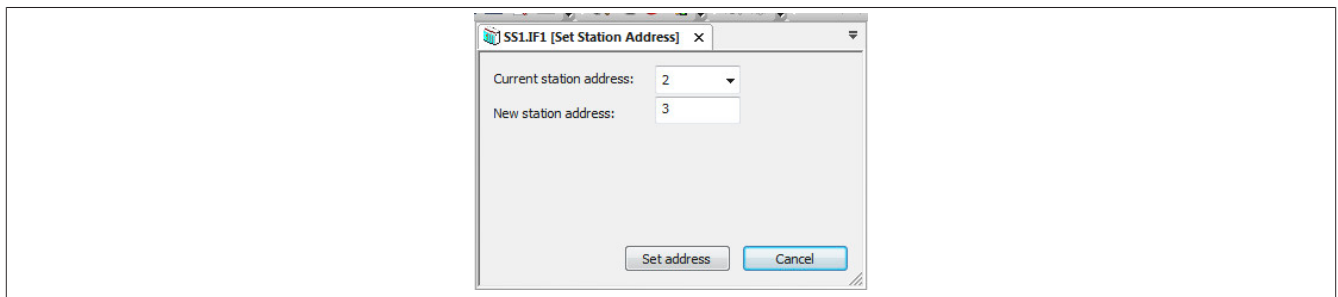 SS1.IF1 [Set Station Address]
Current station address: 2
New station address: 3
Set address Cancel